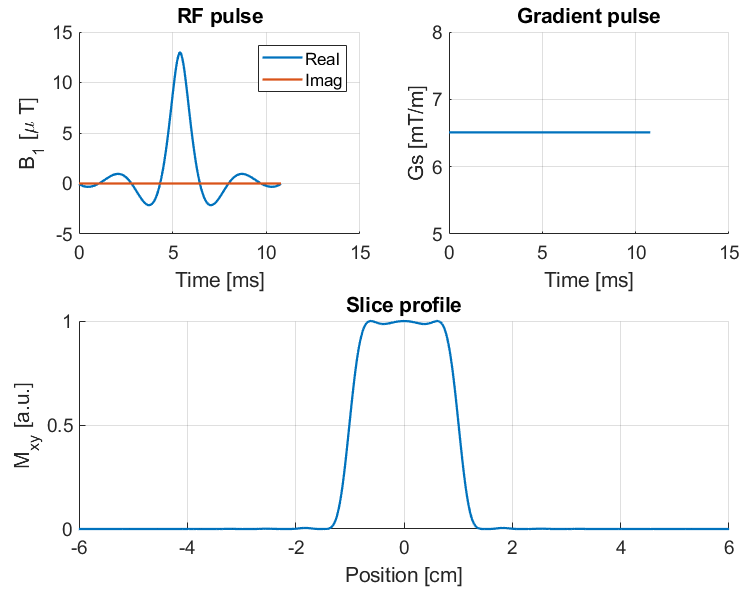 RF pulse
15
10
5
0
-5
B1 [μ T]
Real
Imag
0 5 10 15
Time [ms]
Gradient pulse
8
7
6
5
Gs [mT/m]
0 5 10 15
Time [ms]
Slice profile
1
0.5
0
Mxy [a.u.]
-6 -4 -2 0 2 4 6
Position [cm]